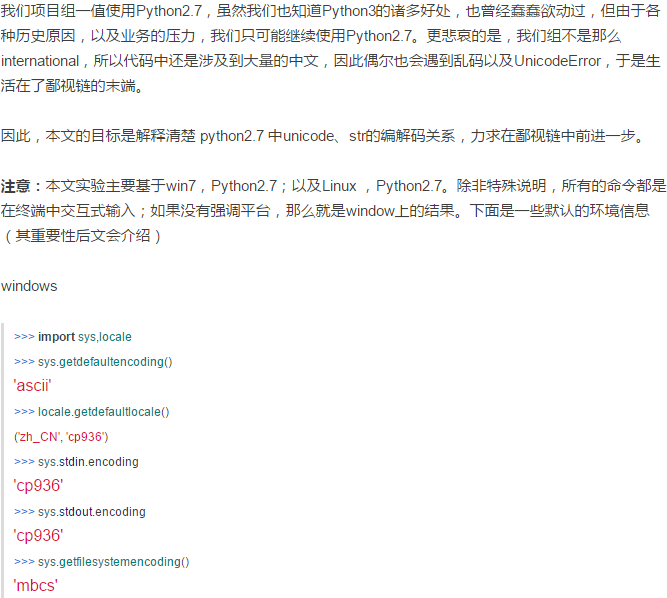 我们项目组一值使用Python2.7，虽然我们也知道Python3的诸多好处，也曾经蠢蠢欲动过，但由于各
种历史原因，以及业务的压力，我们只可能继续使用Python2.7。更悲哀的是，我们组不是那么
international，所以代码中还是涉及到大量的中文，因此偶尔也会遇到乱码以及UnicodeError，于是生
活在了鄙视链的末端。
因此，本文的目标是解释清楚 python2.7 中unicode、str的编解码关系，力求在鄙视链中前进一步。
注意：本文实验主要基于win7，Python2.7；以及Linux ，Python2.7。除非特殊说明，所有的命令都是
在终端中交互式输入；如果没有强调平台，那么就是window上的结果。下面是一些默认的环境信息
（其重要性后文会介绍）
windows
>>> import sys,locale
>>> sys.getdefaultencoding()
'ascii'
>>> locale.getdefaultlocale()
('zh_CN', 'cp936')
>>> sys.stdin.encoding
'cp936'
>>> sys.stdout.encoding
'cp936'
>>> sys.getfilesystemencoding()
'mbcs'